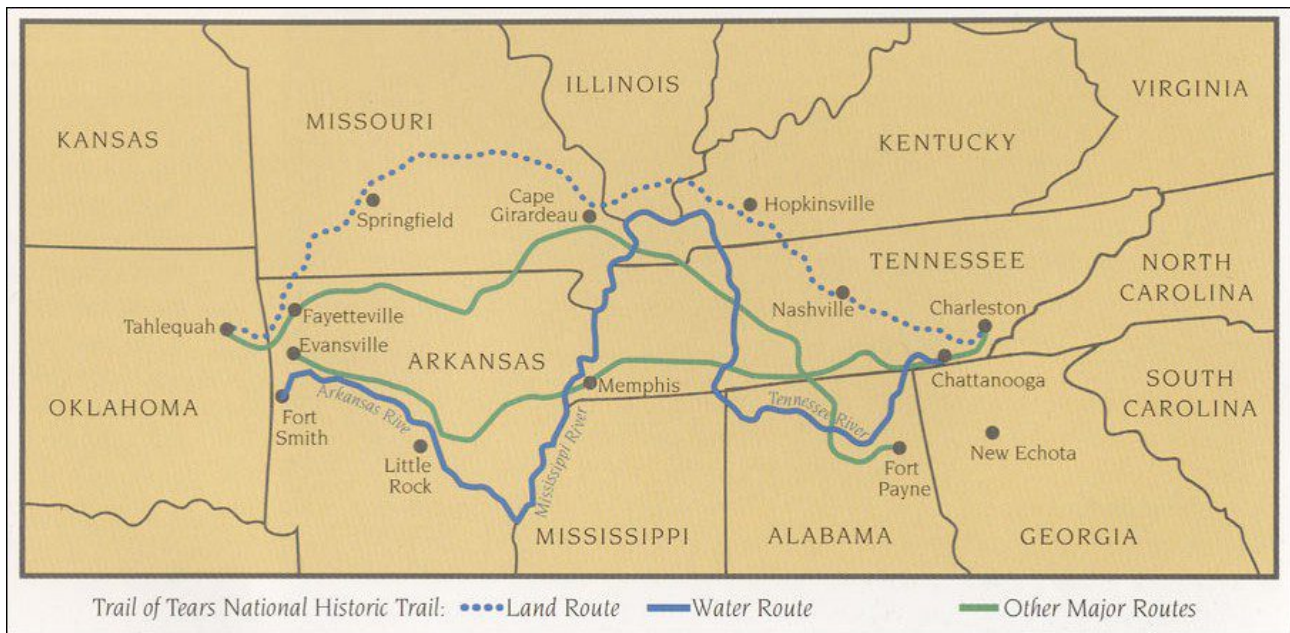 ILLINOIS
VIRGINIA
MISSOURI
KANSAS
KENTUCKY
Cape
Girardeau
Hopkinsville
Springfield
TENNESSEE
NORTH
CAROLINA
Nashville
Charleston
Tahlequah
Fayetteville
Evansville
ARKANSAS
Chattanooga
Memphis
SOUTH
CAROLINA
OKLAHOMA
Arkansas Rive
Tennessee River
Fort
Smith
Mississippi River
Little
Rock
New Echota
Fort
Payne
MISSISSIPPI
ALABAMA
GEORGIA
Trail of Tears National Historic Trail: Land Route Water Route Other Major Routes